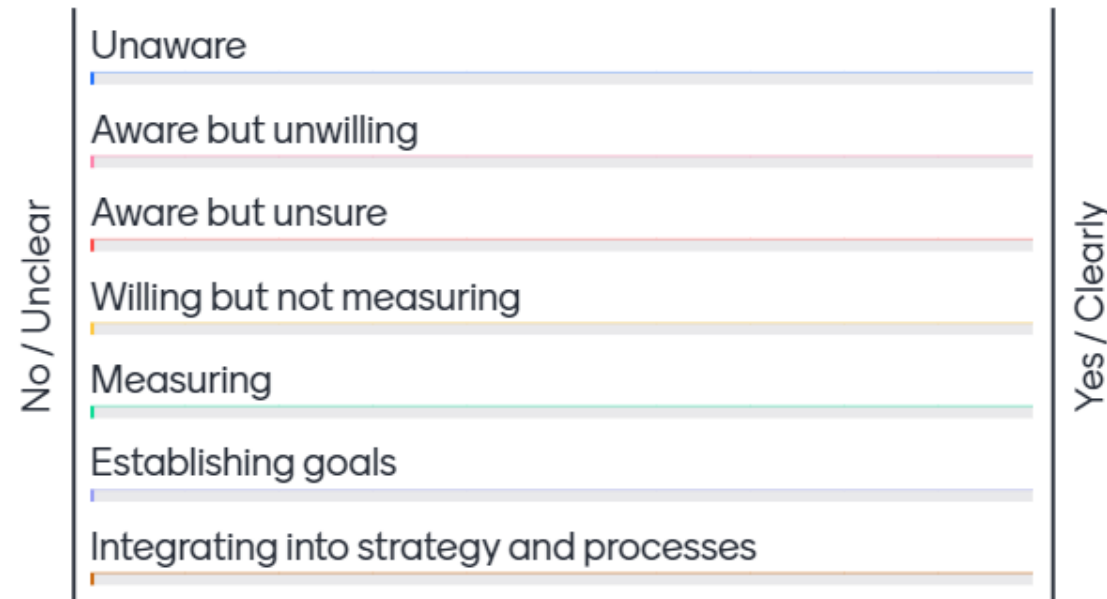 No / Unclear
Unaware
Aware but unwilling
Aware but unsure
Willing but not measuring
Measuring
Establishing goals
Integrating into strategy and processes
Yes / Clearly